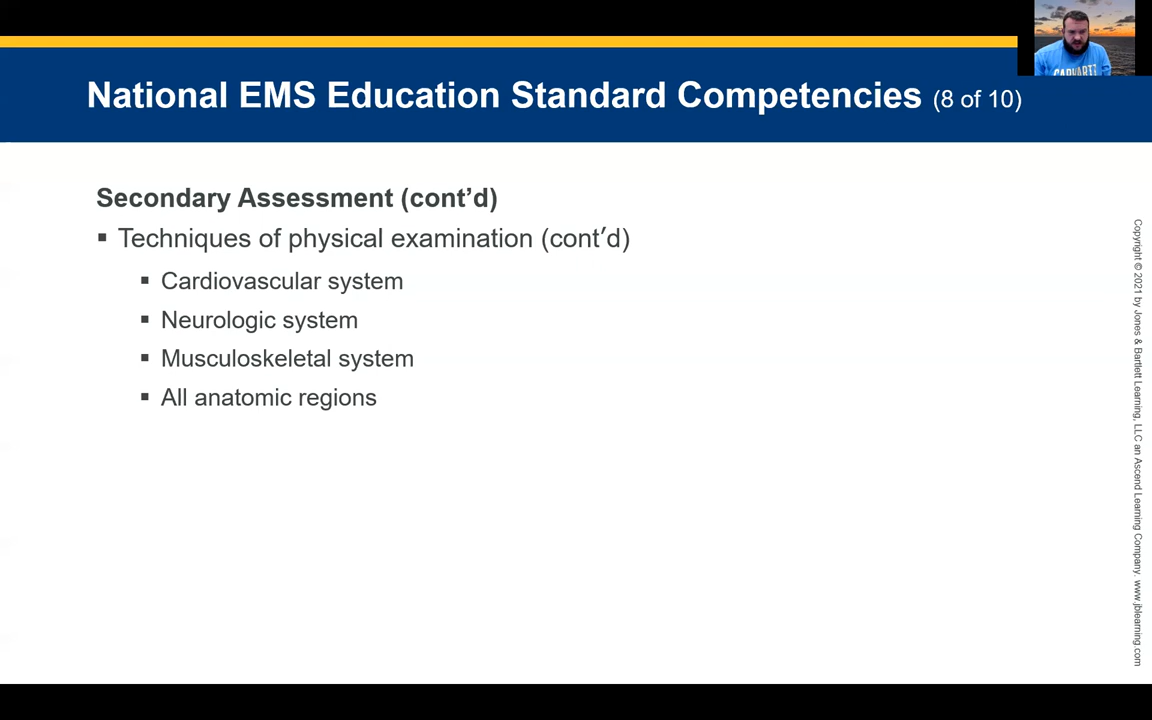 National EMS Education Standard Competencies (8 of 10)
Secondary Assessment (cont’d)
▪ Techniques of physical examination (cont′d)
▪ Cardiovascular system
▪ Neurologic system
▪ Musculoskeletal system
▪ All anatomic regions
Copyright © 2021 by Jones & Bartlett Learning, LLC an Ascend Learning Company. www.jblearning.com